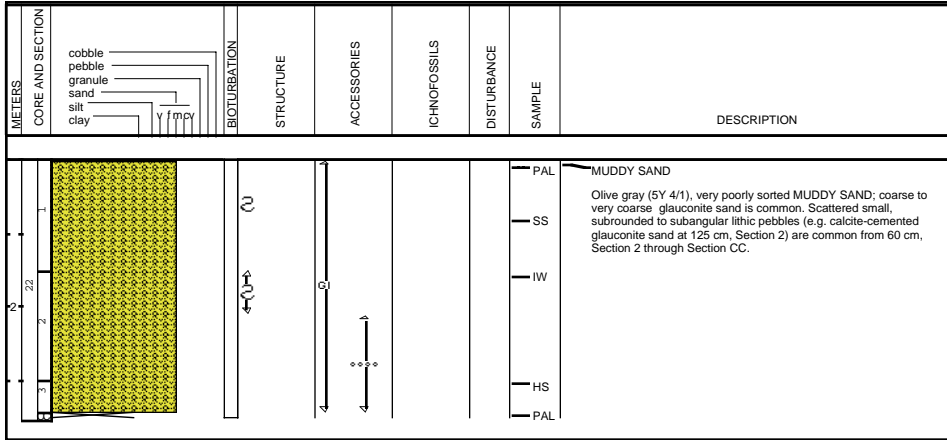 METERS
CORE AND SECTION
cobble
pebble
granule
sand
silt
clay
v f m c v
BIOTURBATION
STRUCTURE
ACCESSORIES
ICHNOFOSSILS
DISTURBANCE
SAMPLE
DESCRIPTION
PAL
MUDDY SAND
Olive gray (5Y 4/1), very poorly sorted MUDDY SAND; coarse to
very coarse glauconite sand is common. Scattered small,
subrounded to subangular lithic pebbles (e.g. calcite-cemented
glauconite sand at 125 cm, Section 2) are common from 60 cm,
Section 2 through Section CC.
1
SS
22
IW
Gl
2
2
3
HS
PAL